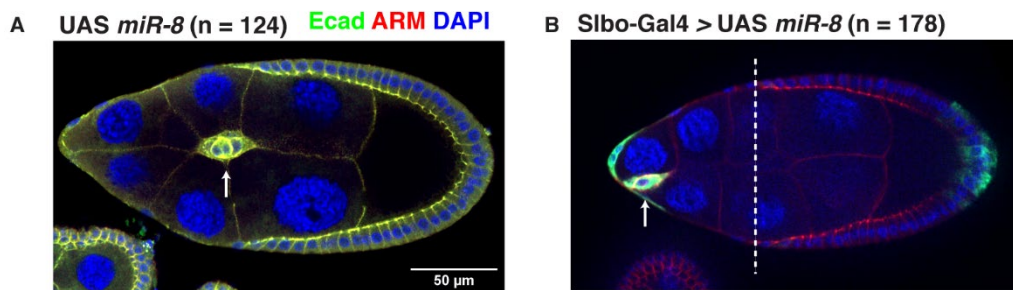 A UAS miR-8 (n = 124) Ecad ARM DAPI
50 µm
B Slbo-Gal4 > UAS miR-8 (n = 178)